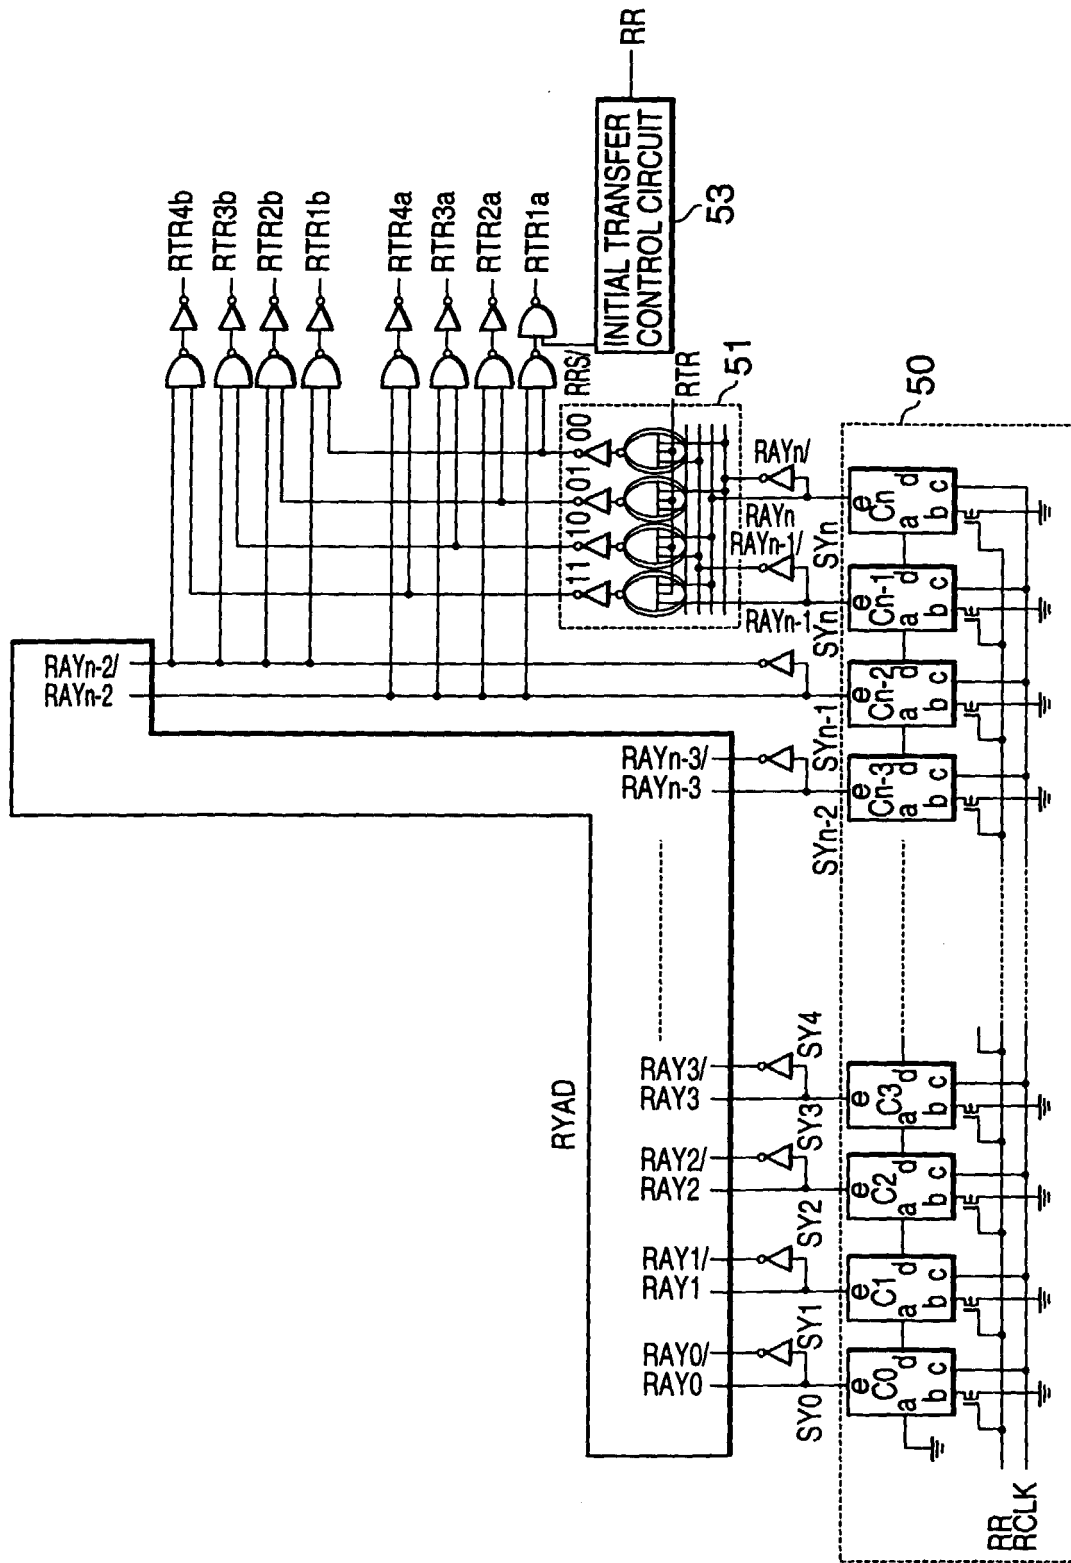 RTR4b
RTR3b
RTR2b
RTR1b
RTR4a
RTR3a
RTR2a
RTR1a
RR
INITIAL TRANSFER
CONTROL CIRCUIT
53
RRS/
11
10
01
00
RTR
51
RAYn-2/
RAYn-2
RAYn-3/
RAYn-3
RAYn-1/
RAYn-1
RAYn/
RAYn
RYAD
RAY0/
RAY0
RAY1/
RAY1
RAY2/
RAY2
RAY3/
RAY3
SY0
SY1
SY2
SY3
SY4
SYn-2
SYn-1
SYn
SYn
50
e
C0
a
d
b
c
e
C1
a
d
b
c
e
C2
a
d
b
c
e
C3
a
d
b
c
e
Cn-3
a
d
b
c
e
Cn-2
a
d
b
c
e
Cn-1
a
d
b
c
e
Cn
a
d
b
c
RR
RCLK